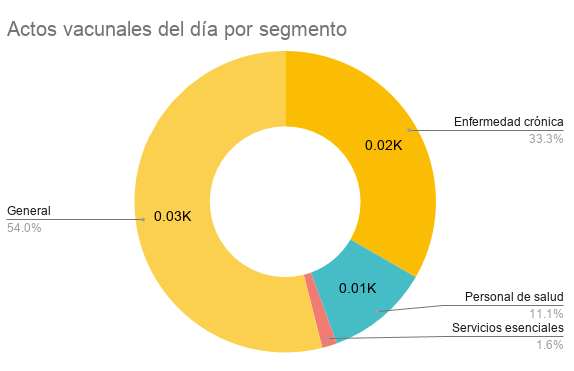 Actos vacunales del día por segmento
Enfermedad crónica
33.3%
0.02K
General
54.0%
0.03K
0.01K
Personal de salud
11.1%
Servicios esenciales
1.6%